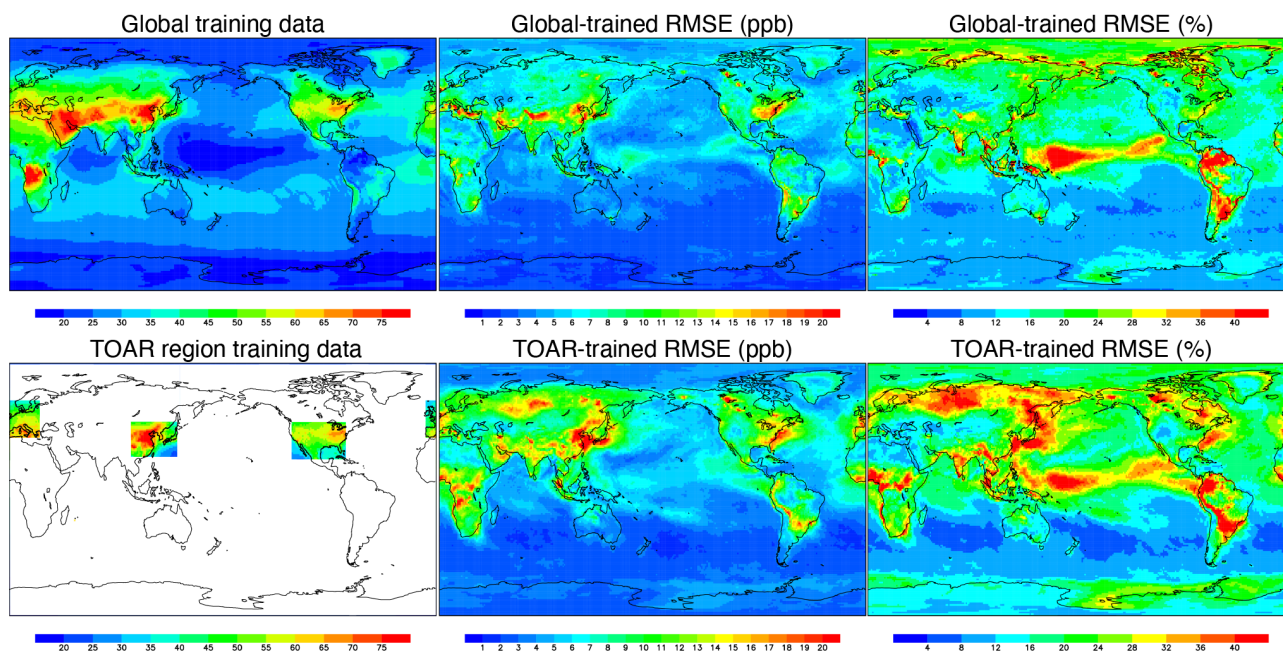 Global training data
Global-trained RMSE (ppb)
Global-trained RMSE (%)
20 25 30 35 40 45 50 55 60 65 70 75
1 2 3 4 5 6 7 8 9 10 11 12 13 14 15 16 17 18 19 20
4 8 12 16 20 24 28 32 36 40
TOAR region training data
TOAR-trained RMSE (ppb)
TOAR-trained RMSE (%)
20 25 30 35 40 45 50 55 60 65 70 75
1 2 3 4 5 6 7 8 9 10 11 12 13 14 15 16 17 18 19 20
4 8 12 16 20 24 28 32 36 40